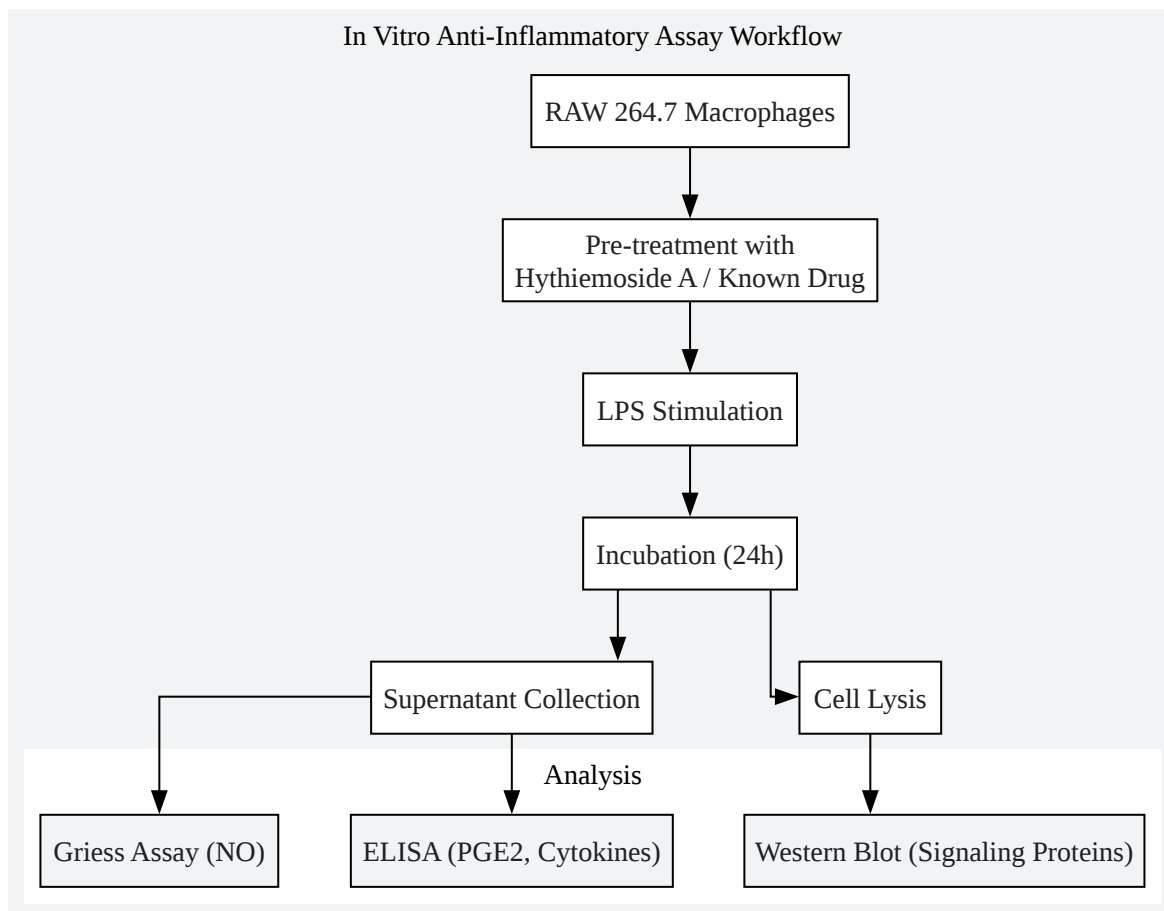 In Vitro Anti-Inflammatory Assay Workflow
RAW 264.7 Macrophages
Pre-treatment with
Hythiemoside A / Known Drug
LPS Stimulation
Incubation (24h)
Supernatant Collection
Cell Lysis
Analysis
Griess Assay (NO)
ELISA (PGE2, Cytokines)
Western Blot (Signaling Proteins)